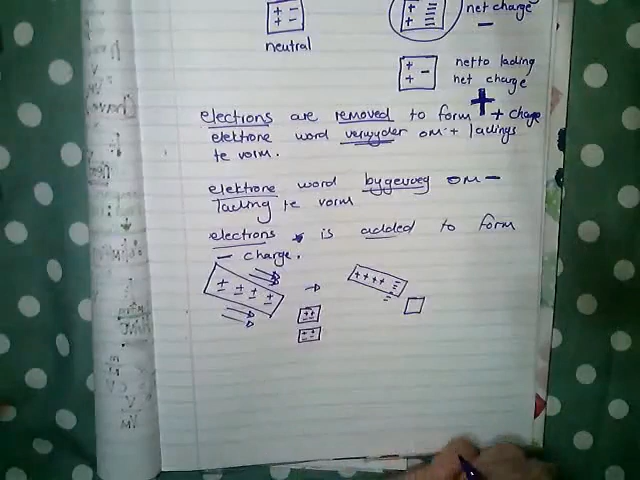 net charge
−
neutral
netto lading
net charge
elections are removed to form + + charge
elektrone word verwyder om + ladings
te vorm.
elektrone word bygevoeg om −
lading te vorm
electrons is added to form
− charge.